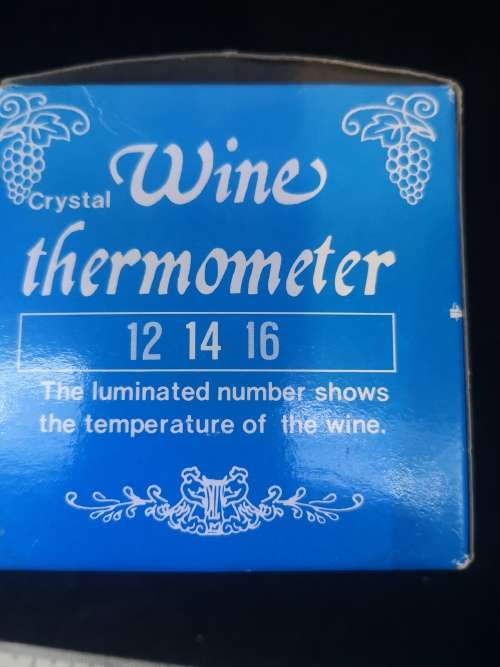 Crystal Wine
thermometer
12 14 16
The luminated number shows
the temperature of the wine.